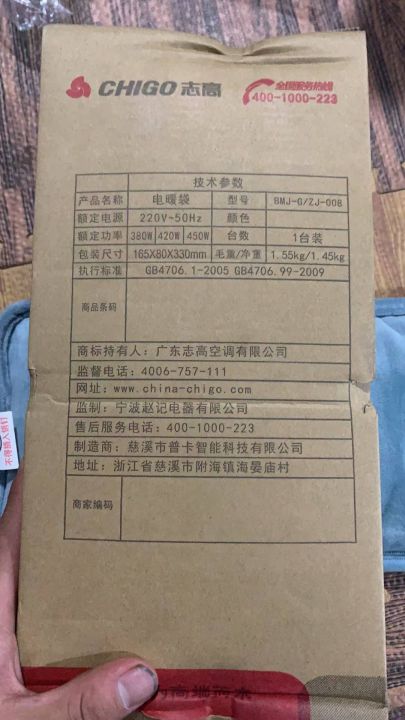 CHIGO 志高
全国服务热线
400-1000-223
技术参数
产品名称 电暖袋 型号 BMJ-G/ZJ-008
额定电源 220V~50Hz 颜色
额定功率 380W 420W 450W 台数 1台装
包装尺寸 165X80X330mm 毛重/净重 1.55kg/1.45kg
执行标准 GB4706.1-2005 GB4706.99-2009
商品条码
商标持有人：广东志高空调有限公司
监督电话：4006-757-111
网址：www.china-chigo.com
监制：宁波赵记电器有限公司
售后服务电话：400-1000-223
制造商：慈溪市普卡智能科技有限公司
地址：浙江省慈溪市附海镇海晏庙村
商家编码
不得插入钢钉